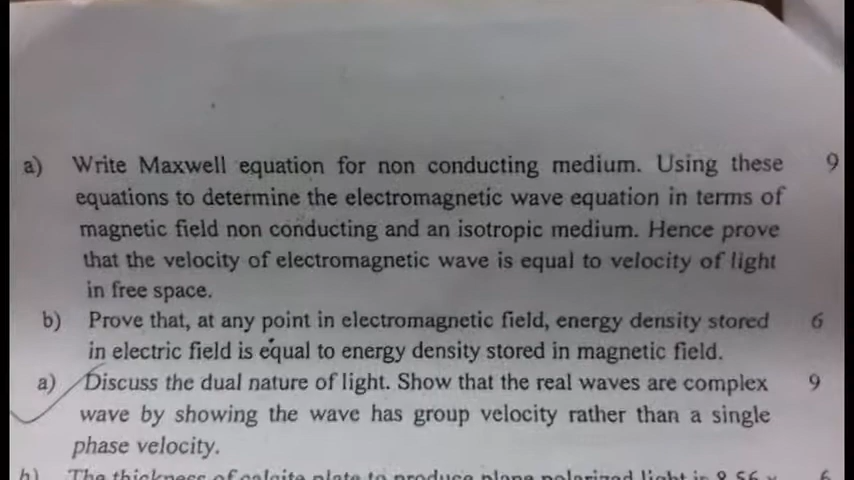 a) Write Maxwell equation for non conducting medium. Using these 9
equations to determine the electromagnetic wave equation in terms of
magnetic field non conducting and an isotropic medium. Hence prove
that the velocity of electromagnetic wave is equal to velocity of light
in free space.
b) Prove that, at any point in electromagnetic field, energy density stored 6
in electric field is equal to energy density stored in magnetic field.
a) Discuss the dual nature of light. Show that the real waves are complex 9
wave by showing the wave has group velocity rather than a single
phase velocity.
b) The thickness of calcite plate to produce plane polarized light is 8.56 × 6